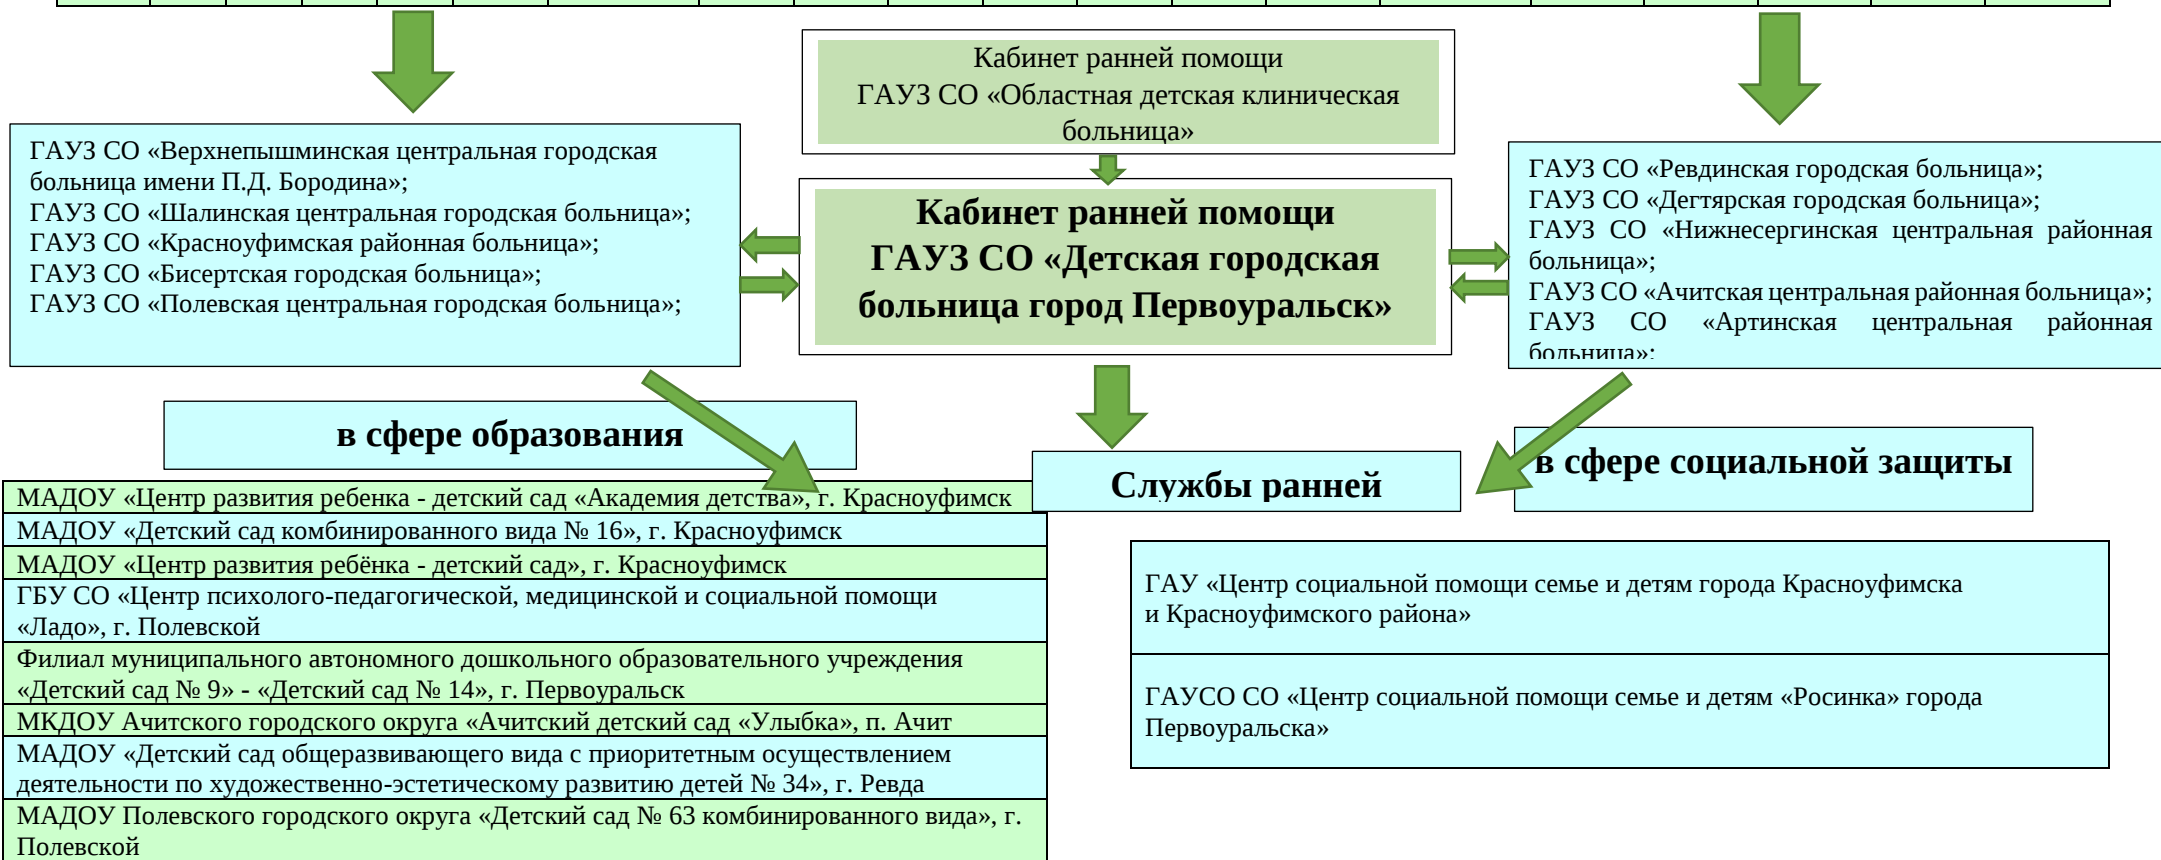 Кабинет ранней помощи
ГАУЗ СО «Областная детская клиническая
больница»
ГАУЗ СО «Верхнепышминская центральная городская
больница имени П.Д. Бородина»;
ГАУЗ СО «Шалинская центральная городская больница»;
ГАУЗ СО «Красноуфимская районная больница»;
ГАУЗ СО «Бисертская городская больница»;
ГАУЗ СО «Полевская центральная городская больница»;
Кабинет ранней помощи
ГАУЗ СО «Детская городская
больница город Первоуральск»
ГАУЗ СО «Ревдинская городская больница»;
ГАУЗ СО «Дегтярская городская больница»;
ГАУЗ СО «Нижнесергинская центральная районная
больница»;
ГАУЗ СО «Ачитская центральная районная больница»;
ГАУЗ СО «Артинская центральная районная
больница»;
в сфере образования
Службы ранней
в сфере социальной защиты
МАДОУ «Центр развития ребенка - детский сад «Академия детства», г. Красноуфимск
МАДОУ «Детский сад комбинированного вида № 16», г. Красноуфимск
МАДОУ «Центр развития ребёнка - детский сад», г. Красноуфимск
ГБУ СО «Центр психолого-педагогической, медицинской и социальной помощи
«Ладо», г. Полевской
Филиал муниципального автономного дошкольного образовательного учреждения
«Детский сад № 9» - «Детский сад № 14», г. Первоуральск
МКДОУ Ачитского городского округа «Ачитский детский сад «Улыбка», п. Ачит
МАДОУ «Детский сад общеразвивающего вида с приоритетным осуществлением
деятельности по художественно-эстетическому развитию детей № 34», г. Ревда
МАДОУ Полевского городского округа «Детский сад № 63 комбинированного вида», г.
Полевской
ГАУ «Центр социальной помощи семье и детям города Красноуфимска
и Красноуфимского района»
ГАУСО СО «Центр социальной помощи семье и детям «Росинка» города
Первоуральска»